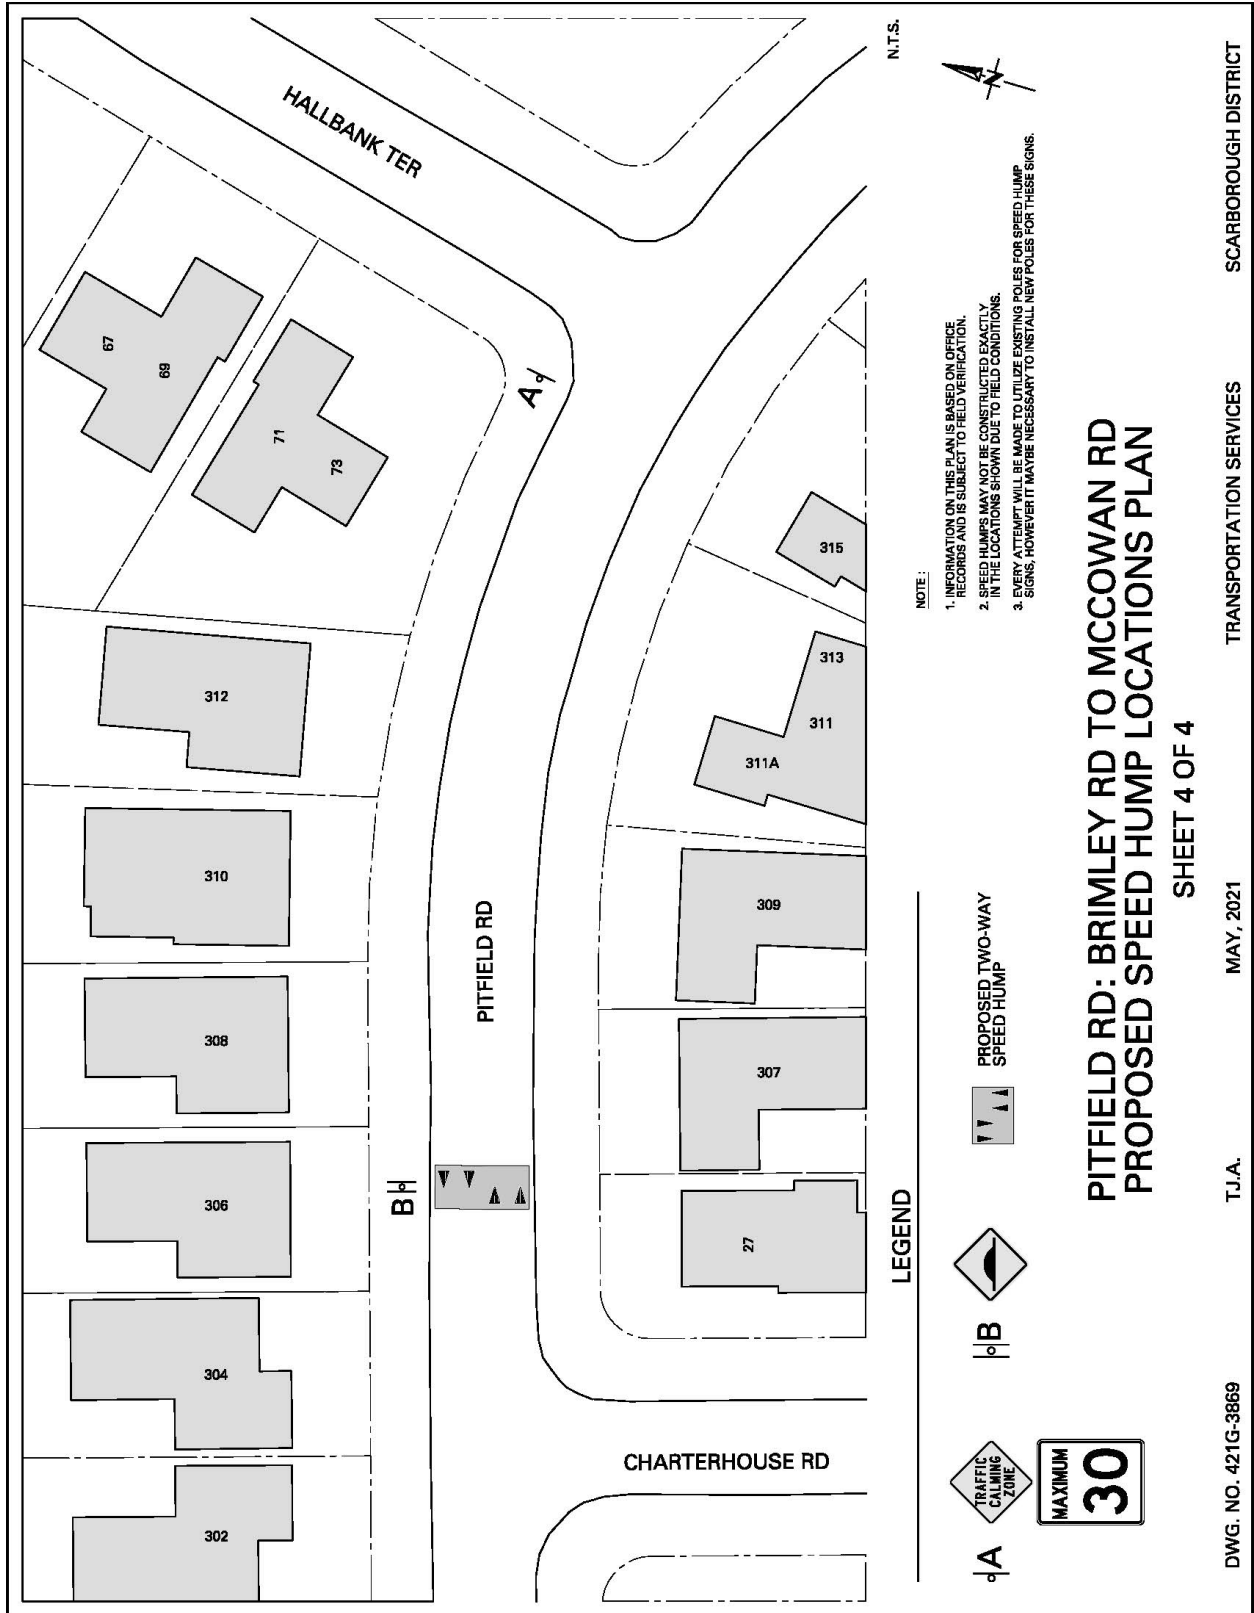 HALLBANK TER
67
69
71
73
A
312
310
308
306
304
302
B
PITFIELD RD
CHARTERHOUSE RD
315
313
311
311A
309
307
27
N.T.S.
N
NOTE :
1. INFORMATION ON THIS PLAN IS BASED ON OFFICE
RECORDS AND IS SUBJECT TO FIELD VERIFICATION.
2. SPEED HUMPS MAY NOT BE CONSTRUCTED EXACTLY
IN THE LOCATIONS SHOWN DUE TO FIELD CONDITIONS.
3. EVERY ATTEMPT WILL BE MADE TO UTILIZE EXISTING POLES FOR SPEED HUMP
SIGNS, HOWEVER IT MAYBE NECESSARY TO INSTALL NEW POLES FOR THESE SIGNS.
LEGEND
A
TRAFFIC
CALMING
ZONE
MAXIMUM
30
B
PROPOSED TWO-WAY
SPEED HUMP
PITFIELD RD: BRIMLEY RD TO MCCOWAN RD
PROPOSED SPEED HUMP LOCATIONS PLAN
SHEET 4 OF 4
DWG. NO. 421G-3869
T.J.A.
MAY, 2021
TRANSPORTATION SERVICES
SCARBOROUGH DISTRICT